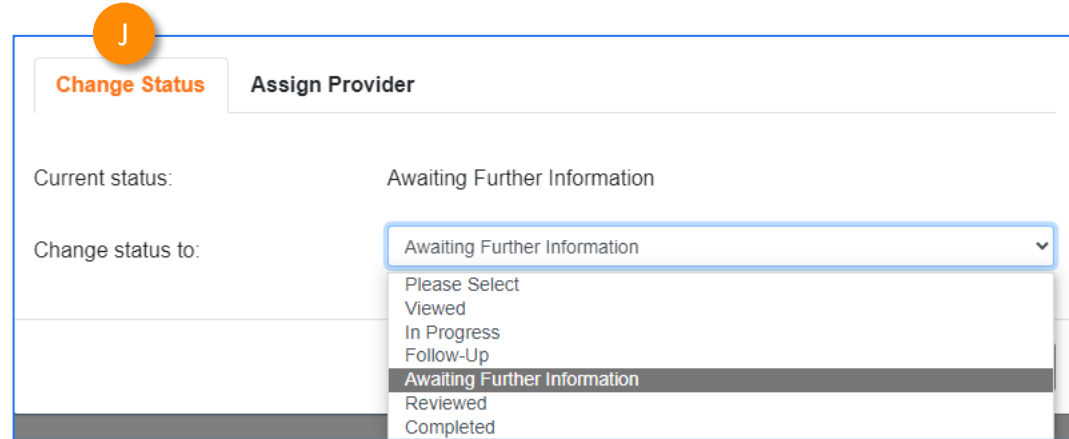 J
Change Status Assign Provider
Current status: Awaiting Further Information
Change status to: Awaiting Further Information
Please Select
Viewed
In Progress
Follow-Up
Awaiting Further Information
Reviewed
Completed